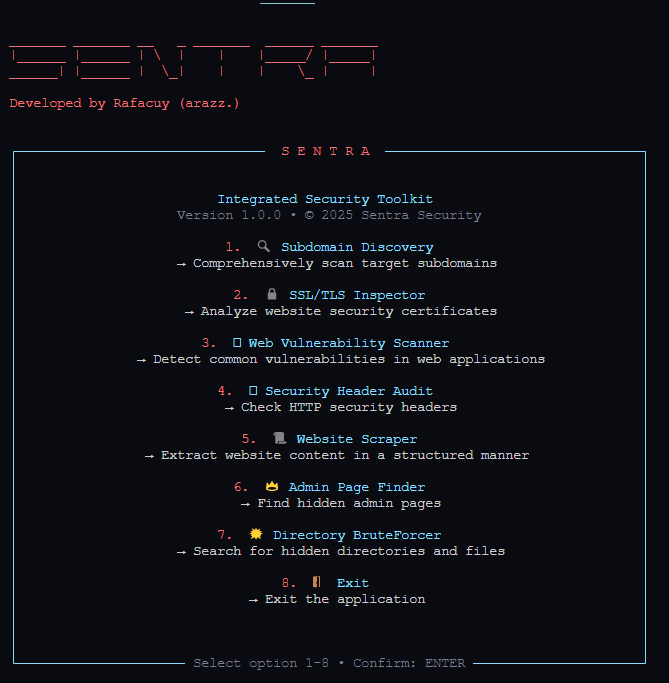 SENTRA
Developed by Rafacuy (arazz.)
S E N T R A
Integrated Security Toolkit
Version 1.0.0 • © 2025 Sentra Security
1. 🔍 Subdomain Discovery
→ Comprehensively scan target subdomains
2. 🔒 SSL/TLS Inspector
→ Analyze website security certificates
3. Web Vulnerability Scanner
→ Detect common vulnerabilities in web applications
4. Security Header Audit
→ Check HTTP security headers
5. 📜 Website Scraper
→ Extract website content in a structured manner
6. 👑 Admin Page Finder
→ Find hidden admin pages
7. 💥 Directory BruteForcer
→ Search for hidden directories and files
8. 🚪 Exit
→ Exit the application
Select option 1-8 • Confirm: ENTER